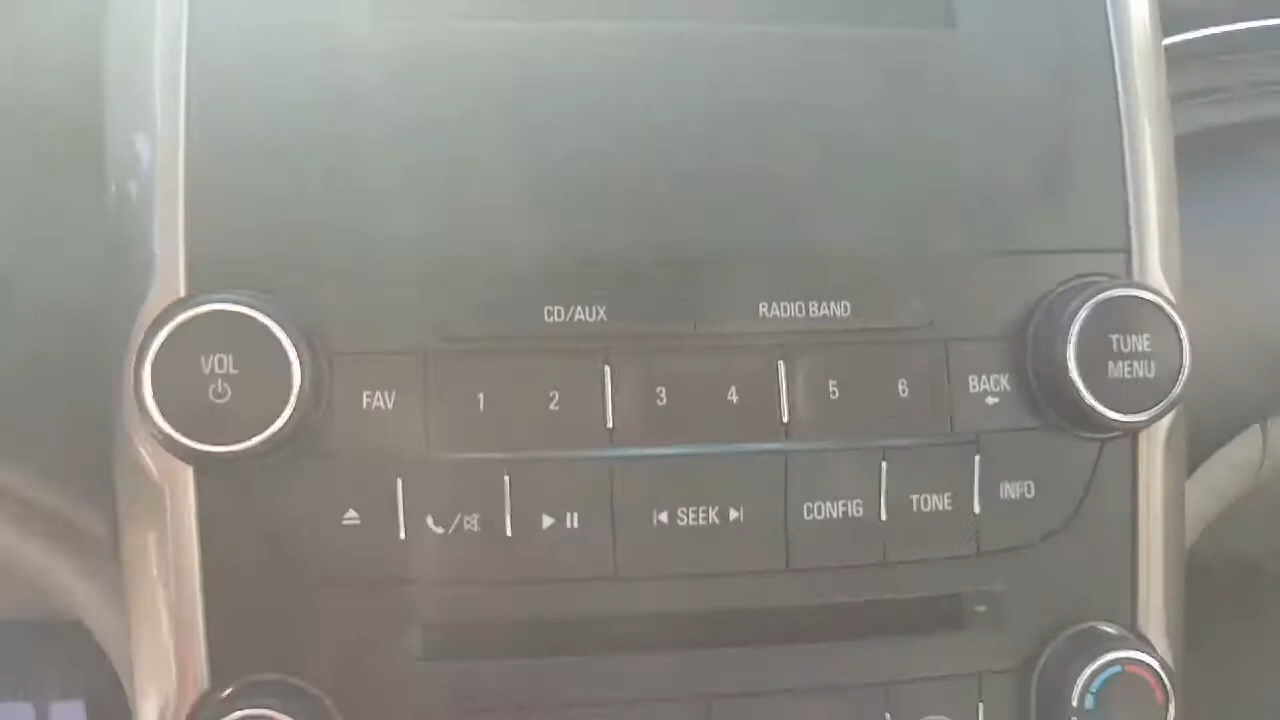 CD/AUX
RADIO BAND
VOL
TUNE
MENU
FAV
1
2
3
4
5
6
BACK
SEEK
CONFIG
TONE
INFO